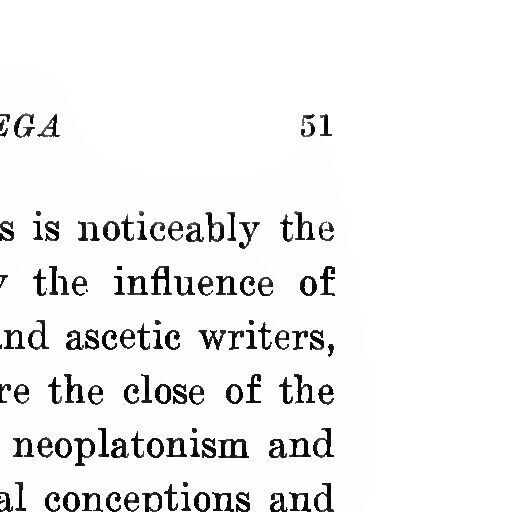 EGA 51
s is noticeably the
the influence of
and ascetic writers,
re the close of the
neoplatonism and
al conceptions and